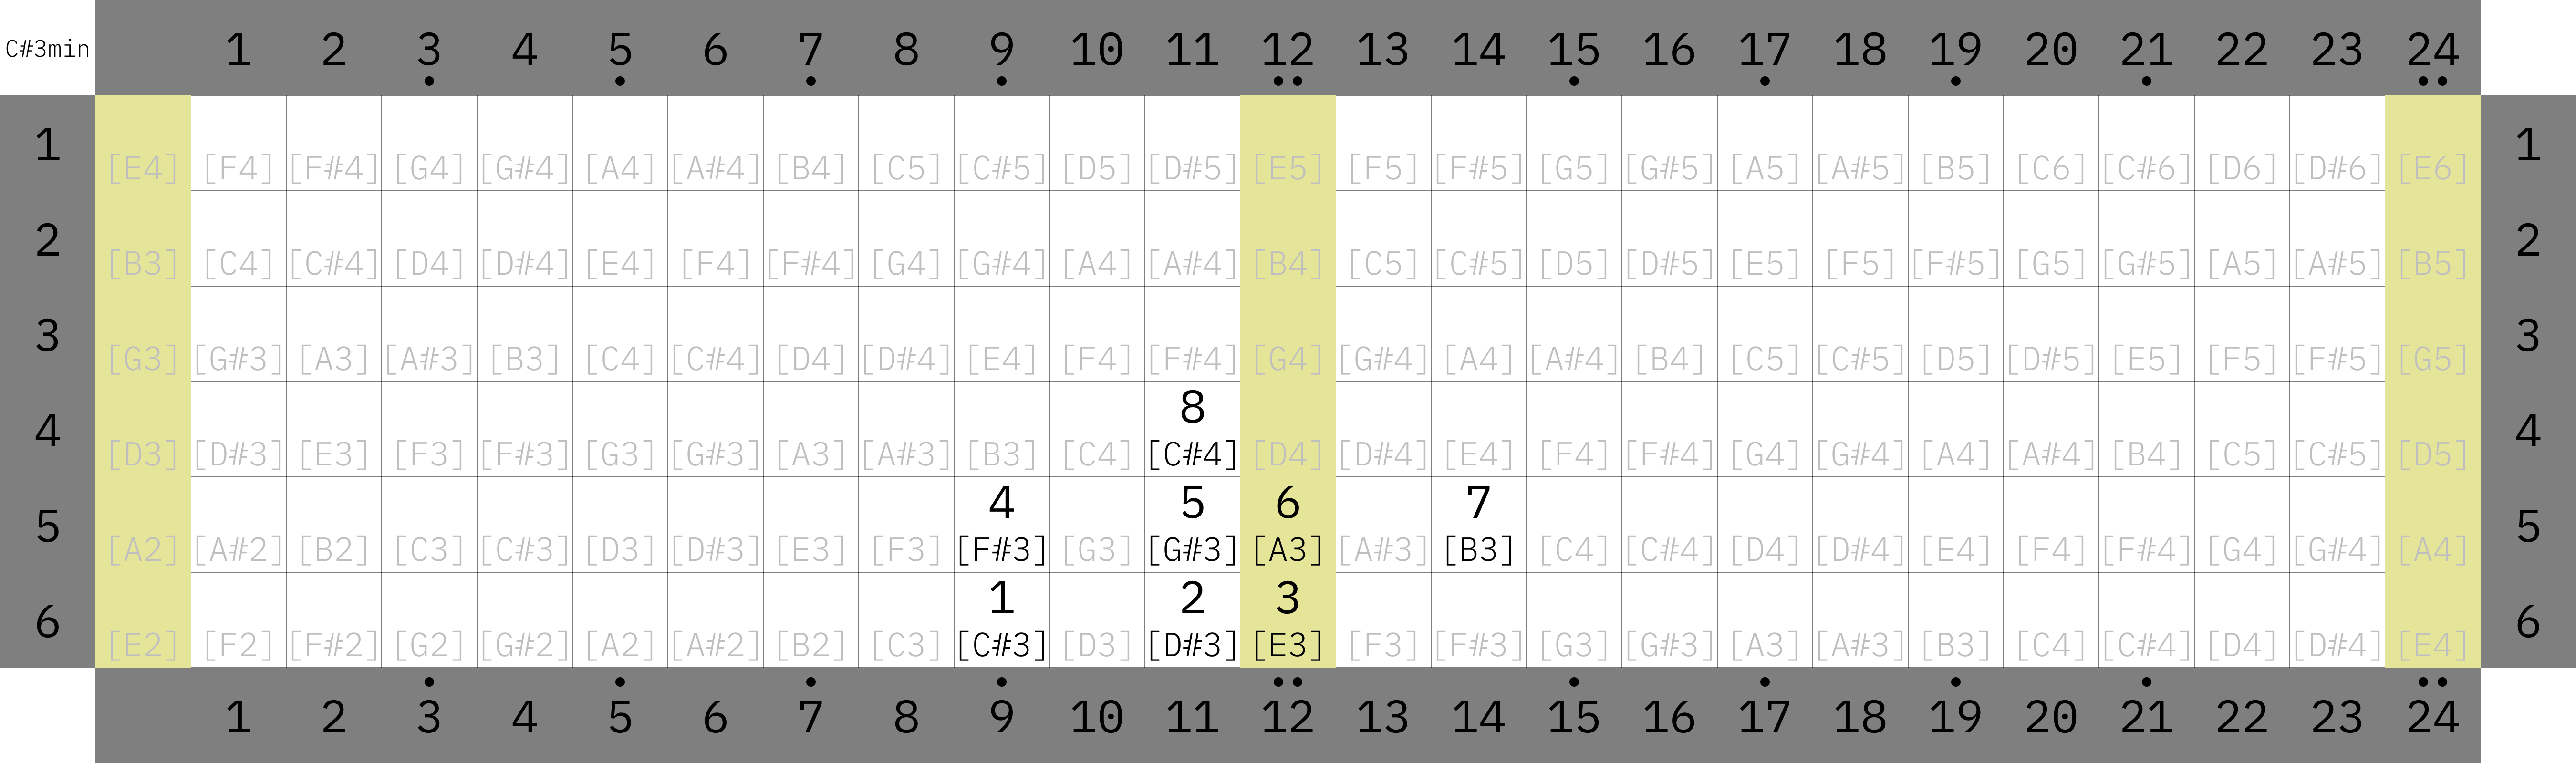 C#3min 1 2 3 4 5 6 7 8 9 10 11 12 13 14 15 16 17 18 19 20 21 22 23 24
1 [E4] [F4] [F#4] [G4] [G#4] [A4] [A#4] [B4] [C5] [C#5] [D5] [D#5] [E5] [F5] [F#5] [G5] [G#5] [A5] [A#5] [B5] [C6] [C#6] [D6] [D#6] [E6] 1
2 [B3] [C4] [C#4] [D4] [D#4] [E4] [F4] [F#4] [G4] [G#4] [A4] [A#4] [B4] [C5] [C#5] [D5] [D#5] [E5] [F5] [F#5] [G5] [G#5] [A5] [A#5] [B5] 2
3 [G3] [G#3] [A3] [A#3] [B3] [C4] [C#4] [D4] [D#4] [E4] [F4] [F#4] [G4] [G#4] [A4] [A#4] [B4] [C5] [C#5] [D5] [D#5] [E5] [F5] [F#5] [G5] 3
8
4 [D3] [D#3] [E3] [F3] [F#3] [G3] [G#3] [A3] [A#3] [B3] [C4] [C#4] [D4] [D#4] [E4] [F4] [F#4] [G4] [G#4] [A4] [A#4] [B4] [C5] [C#5] [D5] 4
4 5 6 7
5 [A2] [A#2] [B2] [C3] [C#3] [D3] [D#3] [E3] [F3] [F#3] [G3] [G#3] [A3] [A#3] [B3] [C4] [C#4] [D4] [D#4] [E4] [F4] [F#4] [G4] [G#4] [A4] 5
1 2 3
6 [E2] [F2] [F#2] [G2] [G#2] [A2] [A#2] [B2] [C3] [C#3] [D3] [D#3] [E3] [F3] [F#3] [G3] [G#3] [A3] [A#3] [B3] [C4] [C#4] [D4] [D#4] [E4] 6
1 2 3 4 5 6 7 8 9 10 11 12 13 14 15 16 17 18 19 20 21 22 23 24